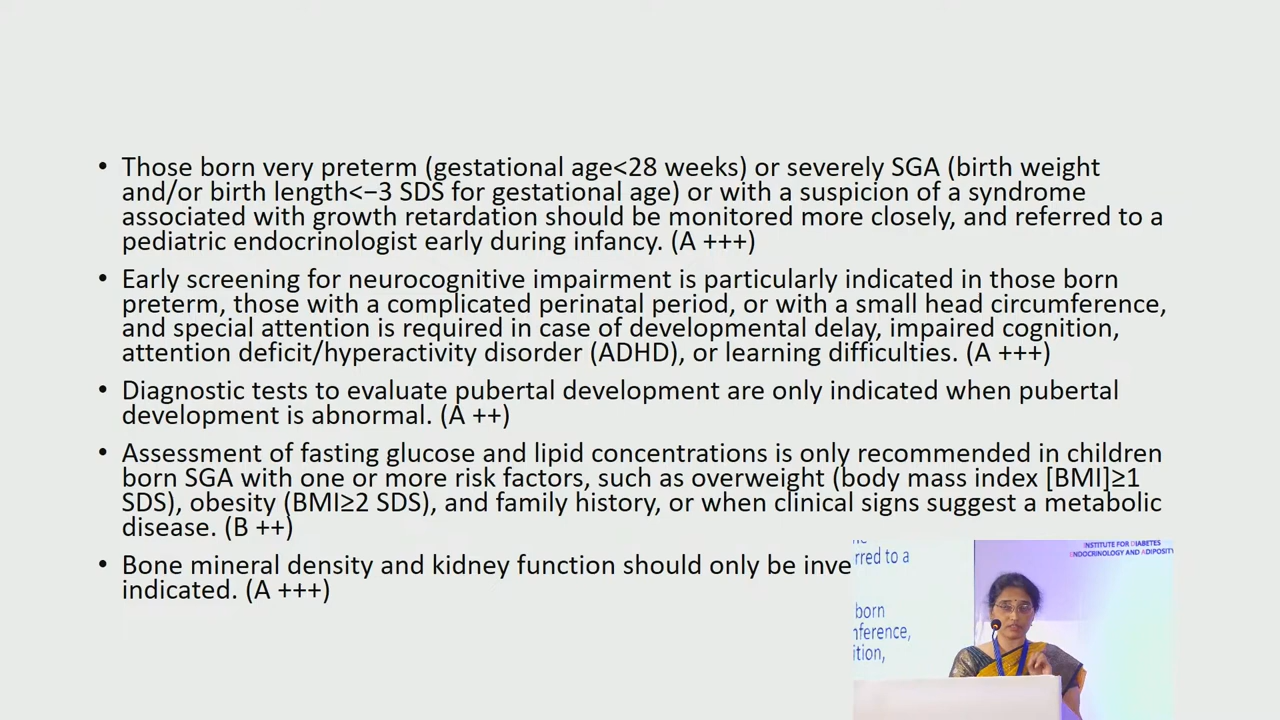 • Those born very preterm (gestational age<28 weeks) or severely SGA (birth weight
and/or birth length<−3 SDS for gestational age) or with a suspicion of a syndrome
associated with growth retardation should be monitored more closely, and referred to a
pediatric endocrinologist early during infancy. (A +++)
• Early screening for neurocognitive impairment is particularly indicated in those born
preterm, those with a complicated perinatal period, or with a small head circumference,
and special attention is required in case of developmental delay, impaired cognition,
attention deficit/hyperactivity disorder (ADHD), or learning difficulties. (A +++)
• Diagnostic tests to evaluate pubertal development are only indicated when pubertal
development is abnormal. (A ++)
• Assessment of fasting glucose and lipid concentrations is only recommended in children
born SGA with one or more risk factors, such as overweight (body mass index [BMI]≥1
SDS), obesity (BMI≥2 SDS), and family history, or when clinical signs suggest a metabolic
disease. (B ++)
• Bone mineral density and kidney function should only be inve
indicated. (A +++)
INSTITUTE FOR DIABETES
ENDOCRINOLOGY AND ADIPOSITY
rred to a
born
nference,
ition,